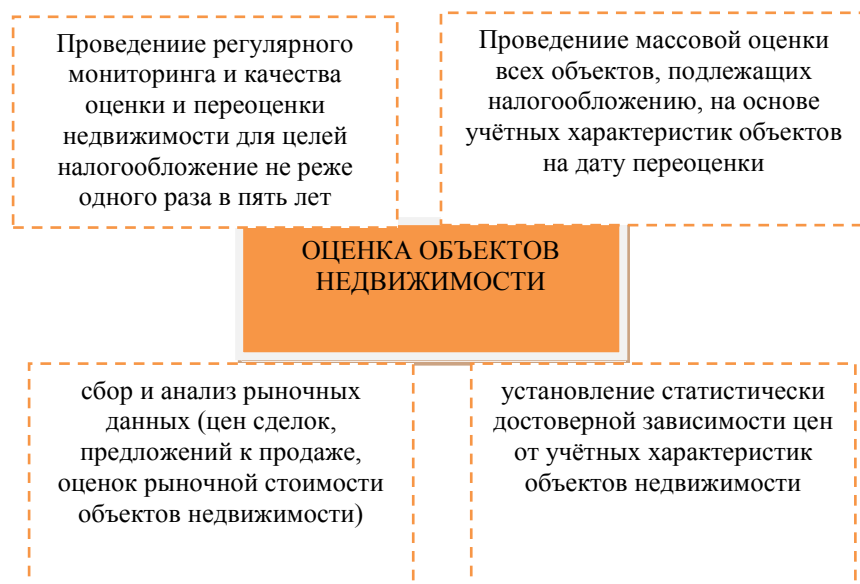 Проведениие регулярного
мониторинга и качества
оценки и переоценки
недвижимости для целей
налогообложение не реже
одного раза в пять лет
Проведениие массовой оценки
всех объектов, подлежащих
налогообложению, на основе
учётных характеристик объектов
на дату переоценки
ОЦЕНКА ОБЪЕКТОВ
НЕДВИЖИМОСТИ
сбор и анализ рыночных
данных (цен сделок,
предложений к продаже,
оценок рыночной стоимости
объектов недвижимости)
установление статистически
достоверной зависимости цен
от учётных характеристик
объектов недвижимости